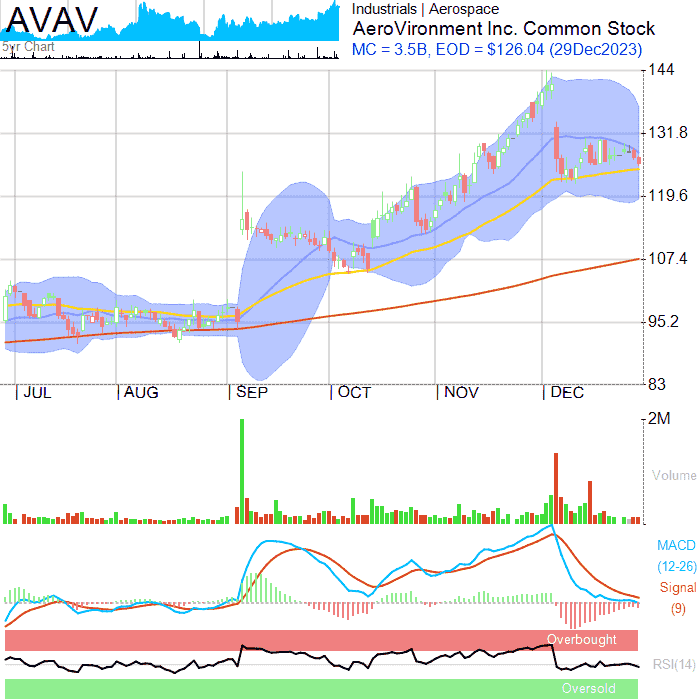 AVAV
5yr Chart
Industrials | Aerospace
AeroVironment Inc. Common Stock
MC = 3.5B, EOD = $126.04 (29Dec2023)
144
131.8
119.6
107.4
95.2
83
JUL AUG SEP OCT NOV DEC
2M
Volume
MACD
(12-26)
Signal
(9)
Overbought
RSI(14)
Oversold